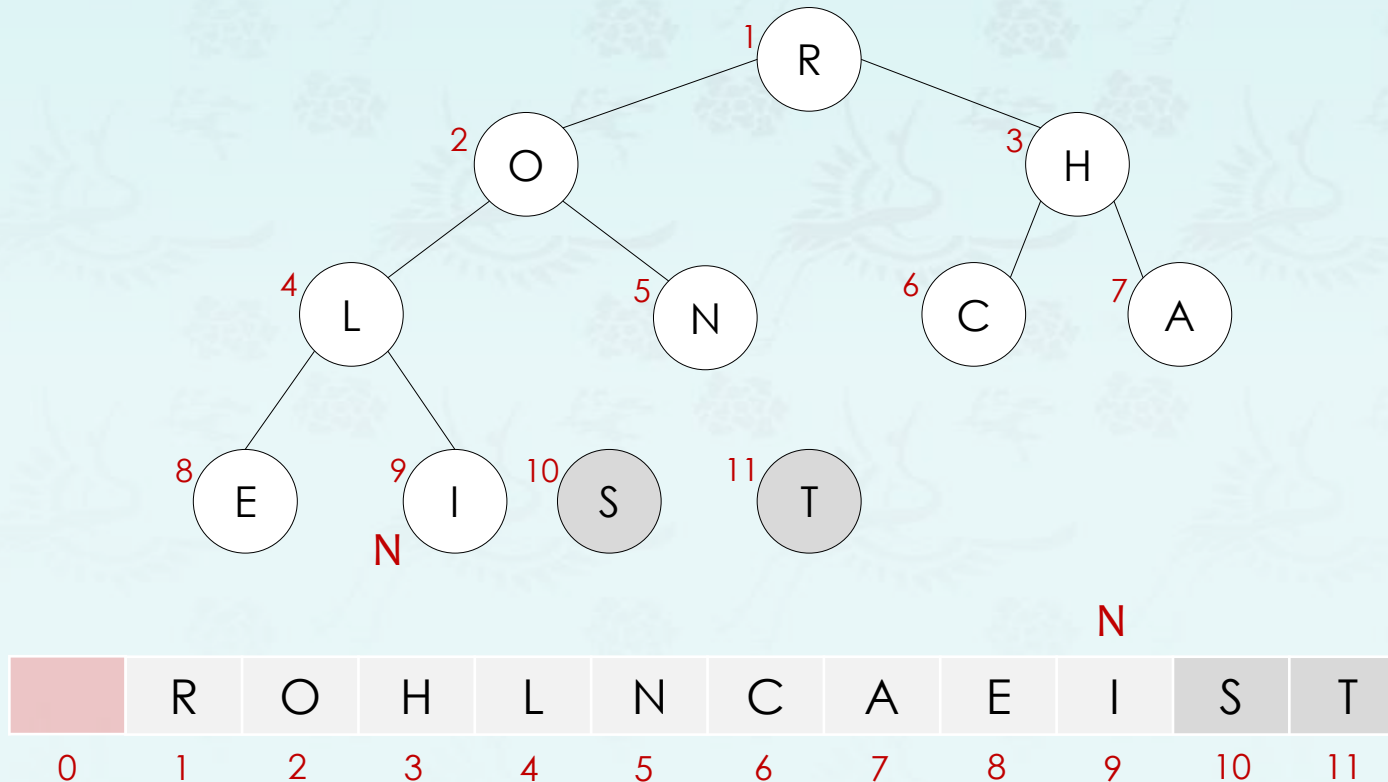 1 R
2 O 3 H
4 L 5 N 6 C 7 A
8 E 9 I 10 S 11 T
N
N
R O H L N C A E I S T
0 1 2 3 4 5 6 7 8 9 10 11